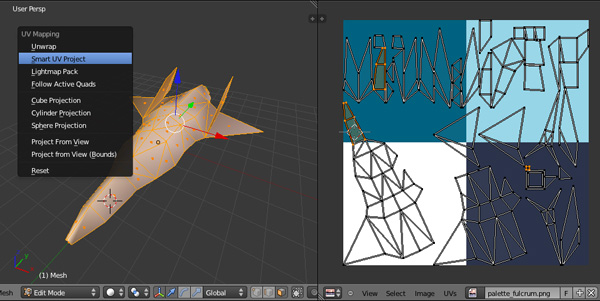 User Persp
UV Mapping
Unwrap
Smart UV Project
Lightmap Pack
Follow Active Quads
Cube Projection
Cylinder Projection
Sphere Projection
Project From View
Project from View (Bounds)
Reset
(1) Mesh
Mesh
Edit Mode
Global
View
Select
Image
UVs
palette_fulcrum.png
F